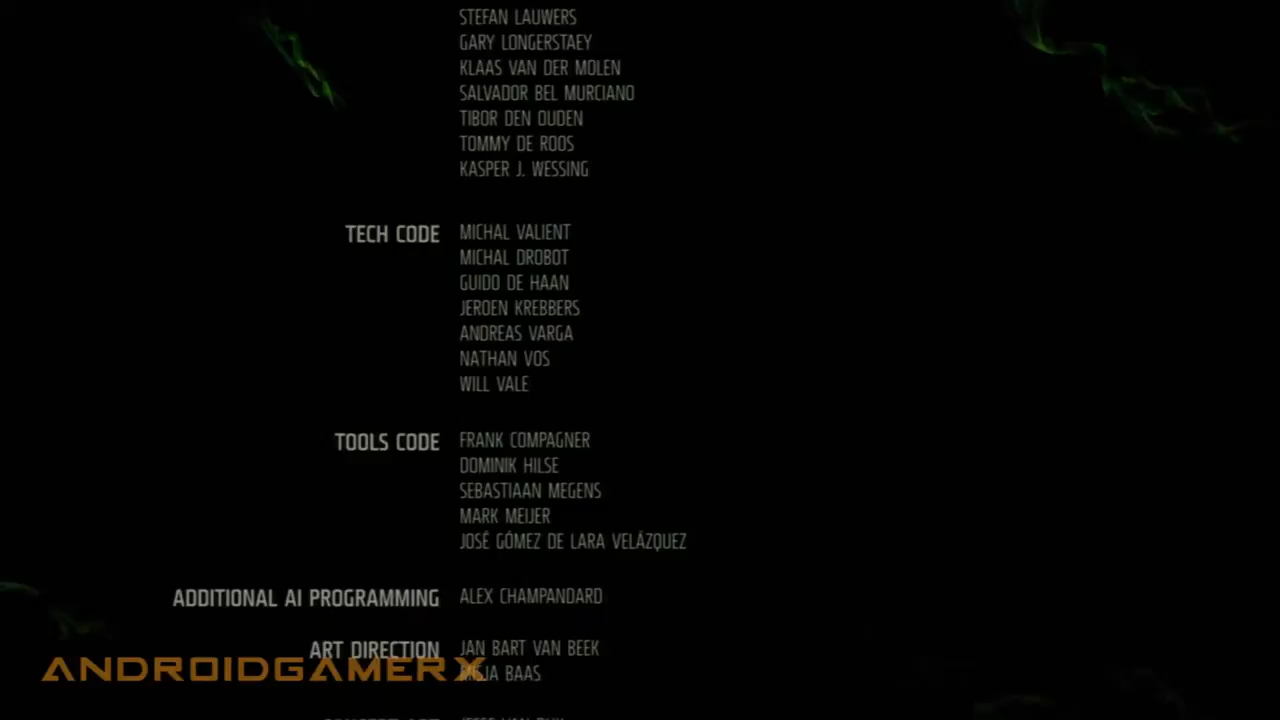 STEFAN LAUWERS
GARY LONGERSTAEY
KLAAS VAN DER MOLEN
SALVADOR BEL MURCIANO
TIBOR DEN OUDEN
TOMMY DE ROOS
KASPER J. WESSING
TECH CODE MICHAL VALIENT
MICHAL DROBOT
GUIDO DE HAAN
JEROEN KREBBERS
ANDREAS VARGA
NATHAN VOS
WILL VALE
TOOLS CODE FRANK COMPAGNER
DOMINIK HILSE
SEBASTIAAN MEGENS
MARK MEIJER
JOSÉ GÓMEZ DE LARA VELÁZQUEZ
ADDITIONAL AI PROGRAMMING ALEX CHAMPANDARD
ART DIRECTION JAN BART VAN BEEK
MISJA BAAS
ANDROIDGAMERX